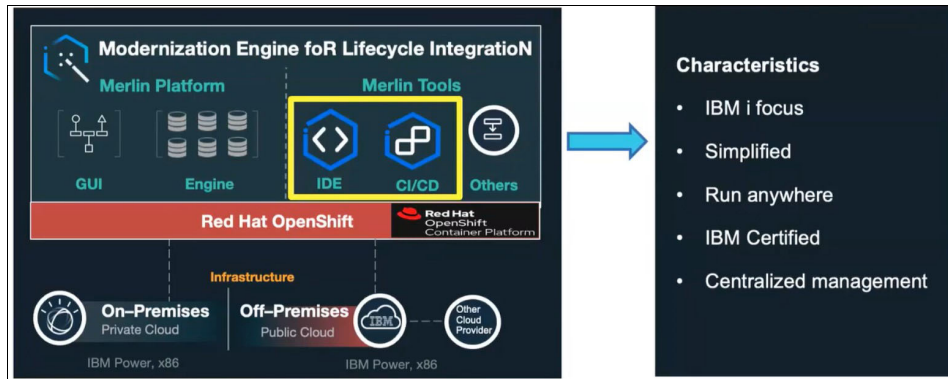 Modernization Engine foR Lifecycle IntegratioN
Merlin Platform
Merlin Tools
GUI
Engine
IDE
CI/CD
Others
Red Hat OpenShift
Red Hat
OpenShift
Container Platform
Infrastructure
On-Premises
Private Cloud
Off-Premises
Public Cloud
IBM
Other
Cloud
Provider
IBM Power, x86
IBM Power, x86
Characteristics
• IBM i focus
• Simplified
• Run anywhere
• IBM Certified
• Centralized management